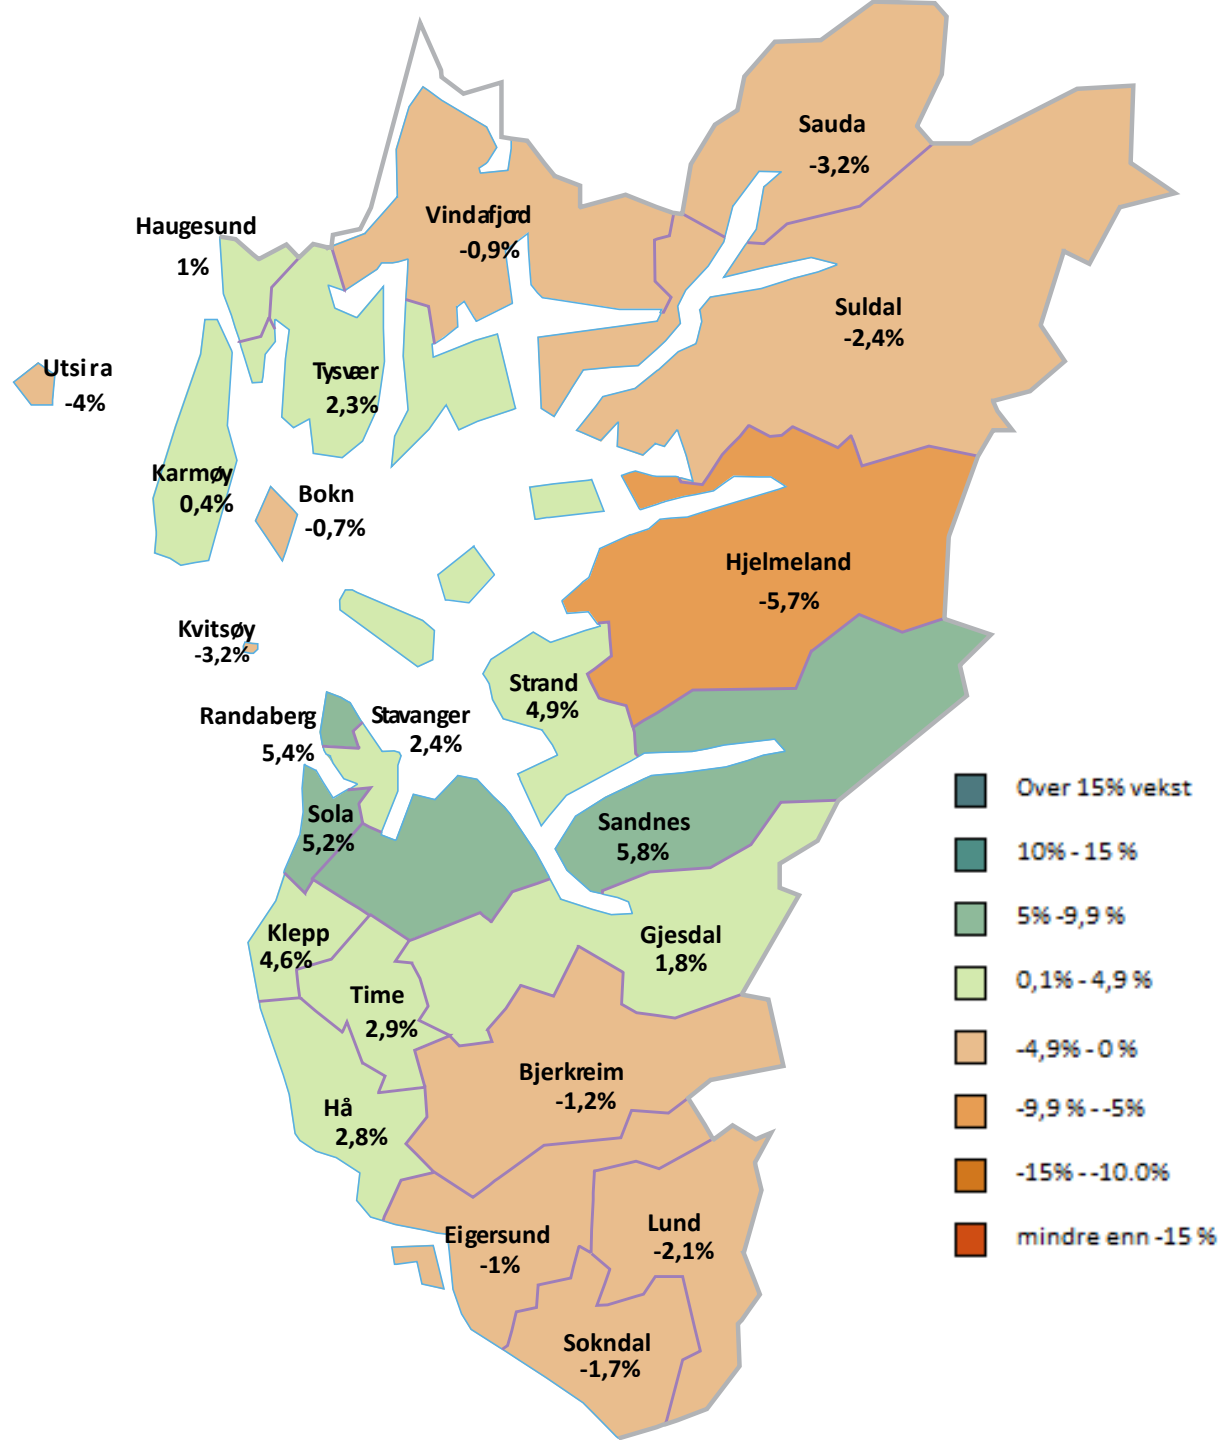 Sauda
-3,2%
Vindafjord
-0,9%
Haugesund
1%
Suldal
-2,4%
Utsira
-4%
Tysvær
2,3%
Karmøy
0,4%
Bokn
-0,7%
Hjelmeland
-5,7%
Kvitsøy
-3,2%
Strand
4,9%
Randaberg
5,4%
Stavanger
2,4%
Sola
5,2%
Sandnes
5,8%
Klepp
4,6%
Gjesdal
1,8%
Time
2,9%
Bjerkreim
-1,2%
Hå
2,8%
Eigersund
-1%
Lund
-2,1%
Sokndal
-1,7%
Over 15% vekst
10% - 15 %
5% -9,9 %
0,1% - 4,9 %
-4,9% - 0 %
-9,9 % - -5%
-15% - -10.0%
mindre enn -15 %